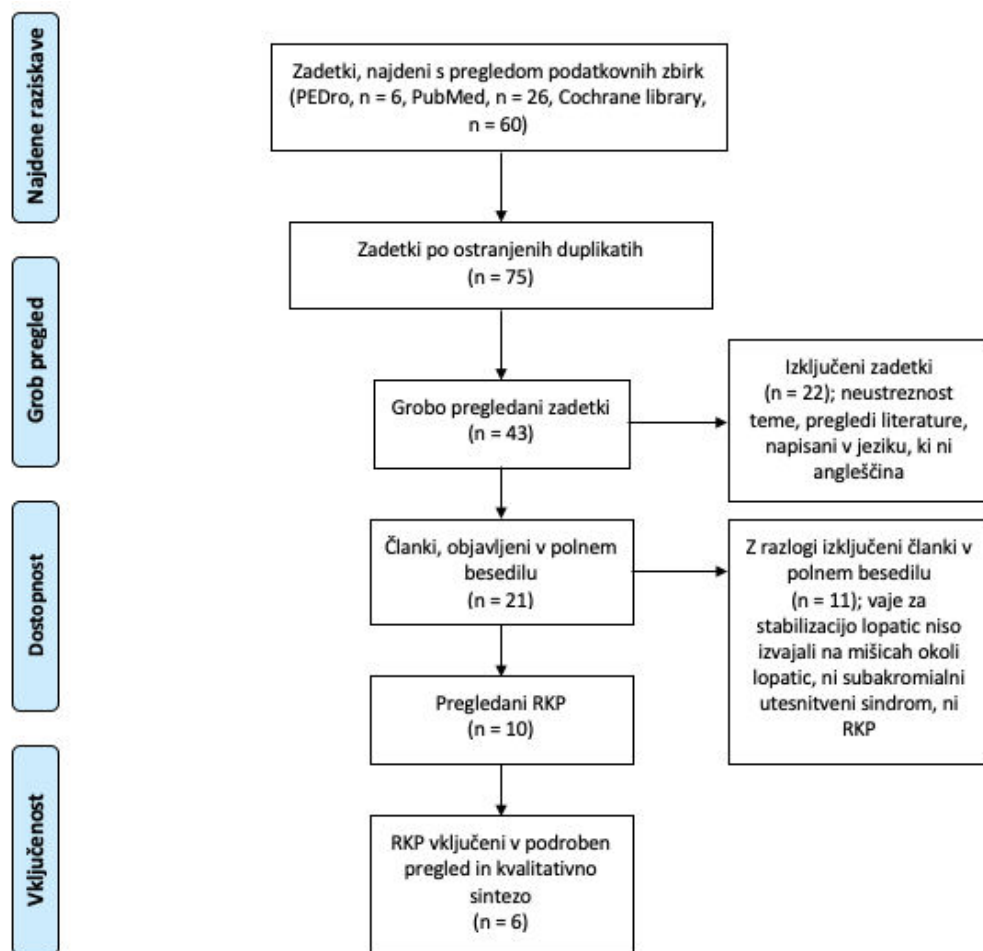 Najdene raziskave
Zadetki, najdeni s pregledom podatkovnih zbirk
(PEDro, n = 6, PubMed, n = 26, Cochrane library,
n = 60)
Zadetki po ostranjenih duplikatih
(n = 75)
Grob pregled
Grobo pregledani zadetki
(n = 43)
Izključeni zadetki
(n = 22); neustreznost
teme, pregledi literature,
napisani v jeziku, ki ni
angleščina
Dostopnost
Članki, objavljeni v polnem
besedilu
(n = 21)
Z razlogi izključeni članki v
polnem besedilu
(n = 11); vaje za
stabilizacijo lopatic niso
izvajali na mišicah okoli
lopatic, ni subakromialni
utesnitveni sindrom, ni
RKP
Pregledani RKP
(n = 10)
Vključenost
RKP vključeni v podroben
pregled in kvalitativno
sintezo
(n = 6)